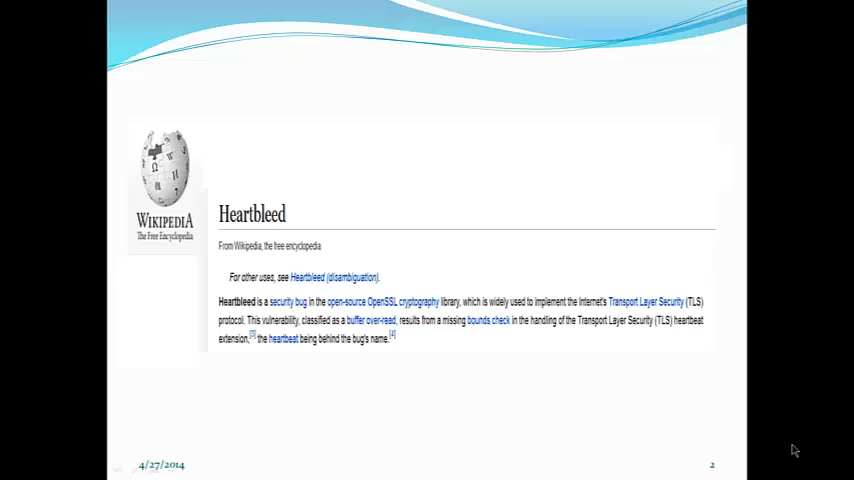 WIKIPEDIA
The Free Encyclopedia
Heartbleed
From Wikipedia, the free encyclopedia
For other uses, see Heartbleed (disambiguation).
Heartbleed is a security bug in the open-source OpenSSL cryptography library, which is widely used to implement the Internet's Transport Layer Security (TLS)
protocol. This vulnerability, classified as a buffer over-read, results from a missing bounds check in the handling of the Transport Layer Security (TLS) heartbeat
extension,[3] the heartbeat being behind the bug's name.[4]
4/27/2014
2